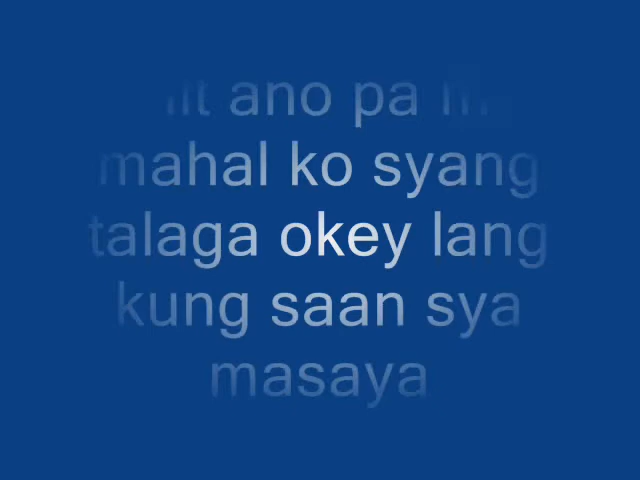 ano pa
mahal ko syang
talaga okey lang
kung saan sya
masaya